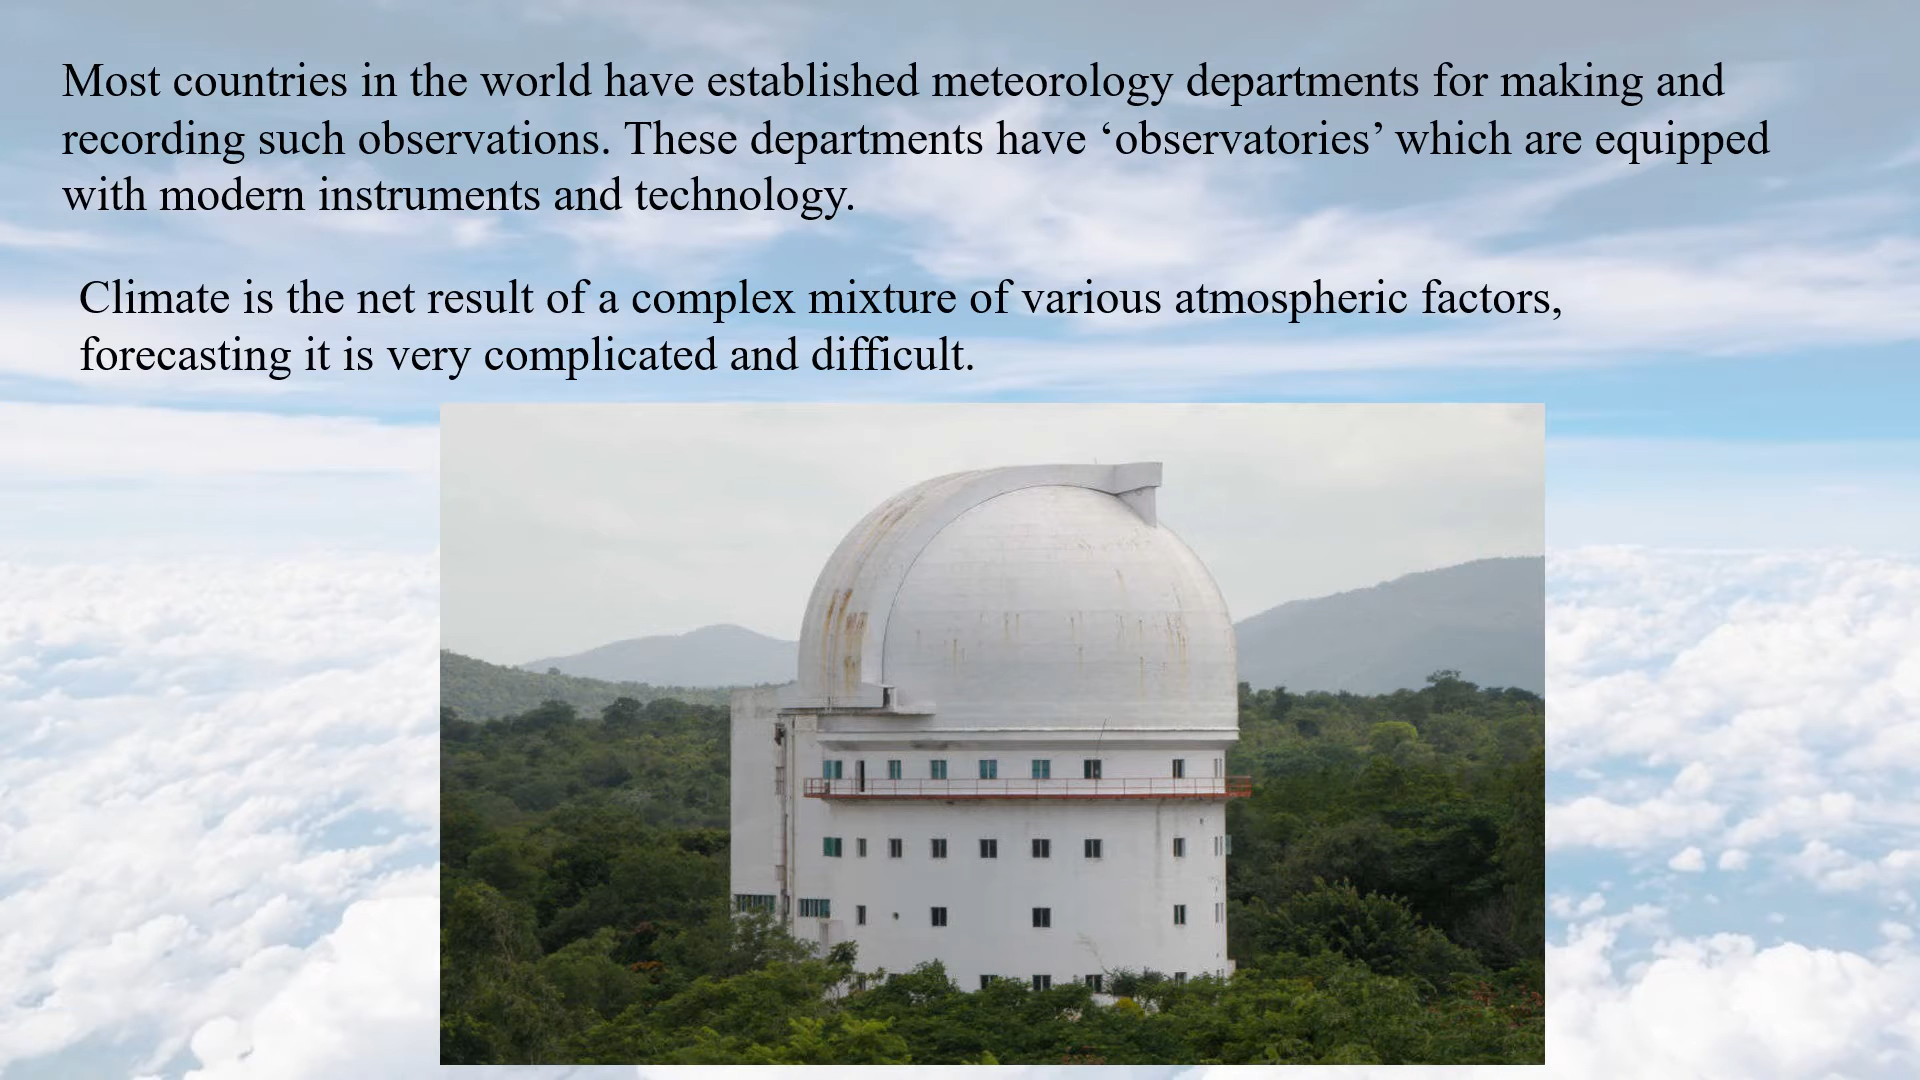 Most countries in the world have established meteorology departments for making and
recording such observations. These departments have ‘observatories’ which are equipped
with modern instruments and technology.
Climate is the net result of a complex mixture of various atmospheric factors,
forecasting it is very complicated and difficult.